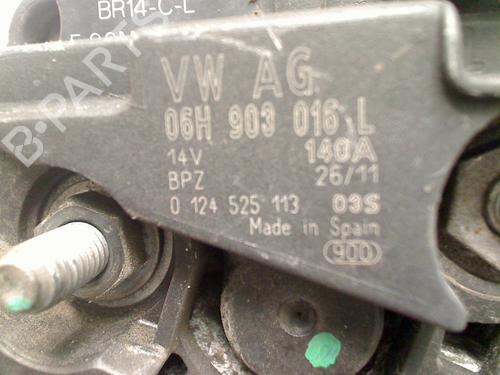 BR14-C-L
VW AG
06H 903 016 L
14V 140A
BPZ 26/11
0 124 525 113 03S
Made in Spain
B-PARTS